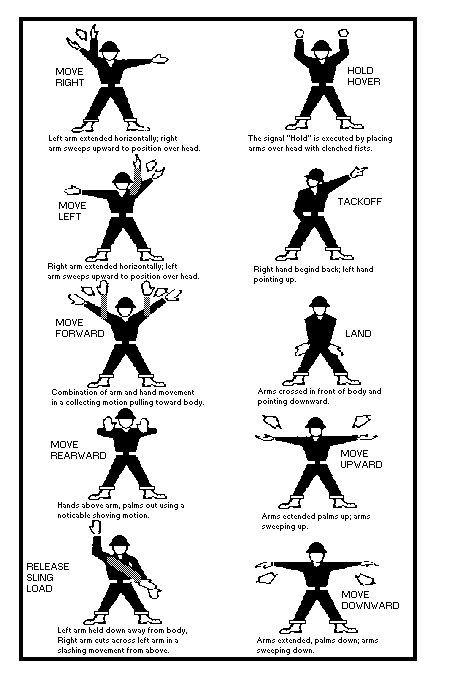 MOVE
RIGHT
Left arm extended horizontally; right
arm sweeps upward to position over head.
HOLD
HOVER
The signal "Hold" is executed by placing
arms over head with clenched fists.
MOVE
LEFT
Right arm extended horizontally; left
arm sweeps upward to position over head.
TACKOFF
Right hand begind back; left hand
pointing up.
MOVE
FORWARD
Combination of arm and hand movement
in a collecting motion pulling toward body.
LAND
Arms crossed in front of body and
pointing downward.
MOVE
REARWARD
Hands above arm, palms out using a
noticable shoving motion.
MOVE
UPWARD
Arms extended palms up; arms
sweeping up.
RELEASE
SLING
LOAD
Left arm held down away from body,
Right arm cuts across left arm in a
slashing movement from above.
MOVE
DOWNWARD
Arms extended, palms down; arms
sweeping down.